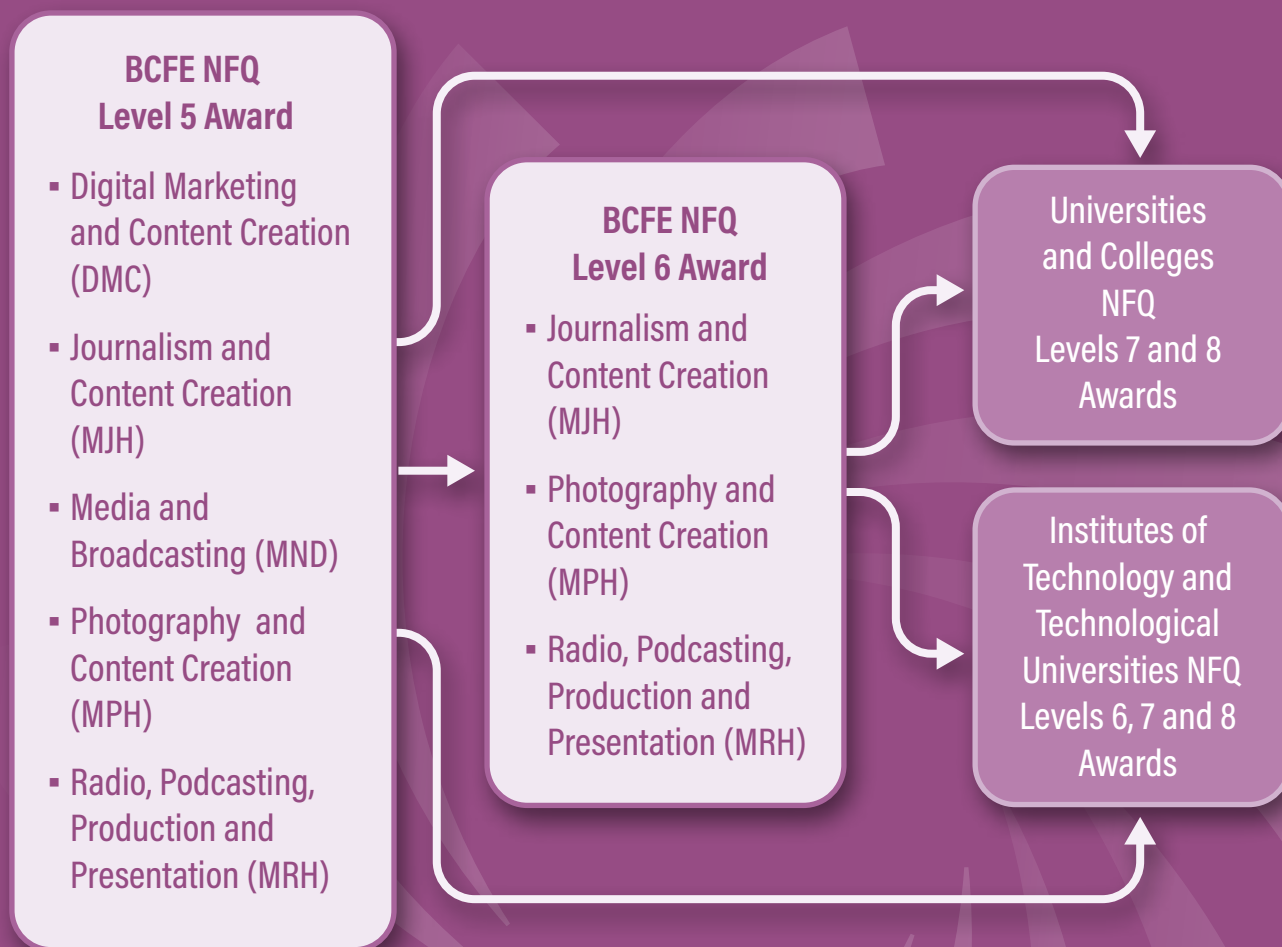 BCFE NFQ
Level 5 Award
▪ Digital Marketing
and Content Creation
(DMC)
▪ Journalism and
Content Creation
(MJH)
▪ Media and
Broadcasting (MND)
▪ Photography and
Content Creation
(MPH)
▪ Radio, Podcasting,
Production and
Presentation (MRH)
BCFE NFQ
Level 6 Award
▪ Journalism and
Content Creation
(MJH)
▪ Photography and
Content Creation
(MPH)
▪ Radio, Podcasting,
Production and
Presentation (MRH)
Universities
and Colleges
NFQ
Levels 7 and 8
Awards
Institutes of
Technology and
Technological
Universities NFQ
Levels 6, 7 and 8
Awards